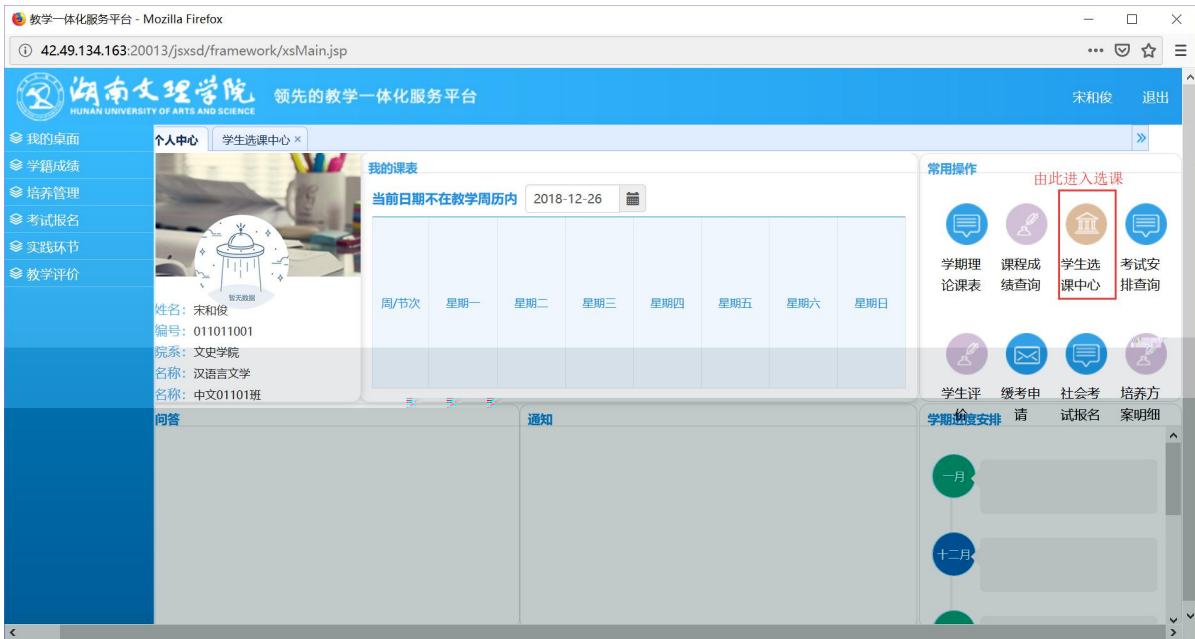 教学一体化服务平台 - Mozilla Firefox
42.49.134.163:20013/jsxsd/framework/xsMain.jsp
湖南文理学院
HUNAN UNIVERSITY OF ARTS AND SCIENCE
领先的教学一体化服务平台
宋和俊 退出
我的桌面
学籍成绩
培养管理
考试报名
实践环节
教学评价
个人中心 学生选课中心 ×
暂无数据
姓名: 宋和俊
编号: 011011001
院系: 文史学院
名称: 汉语言文学
名称: 中文01101班
我的课表
当前日期不在教学周历内 2018-12-26
周/节次 星期一 星期二 星期三 星期四 星期五 星期六 星期日
常用操作
由此进入选课
学期理论课表
课程成绩查询
学生选课中心
考试安排查询
学生评价
缓考申请
社会考试报名
培养方案明细
问答
通知
学期进度安排
一月
十二月